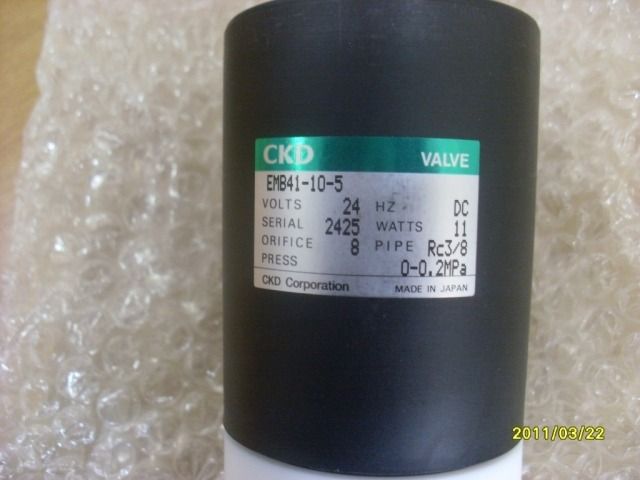 CKD VALVE
EMB41-10-5
VOLTS 24 HZ DC
SERIAL 2425 WATTS 11
ORIFICE 8 PIPE Rc3/8
PRESS 0-0.2MPa
CKD Corporation MADE IN JAPAN
2011/03/22